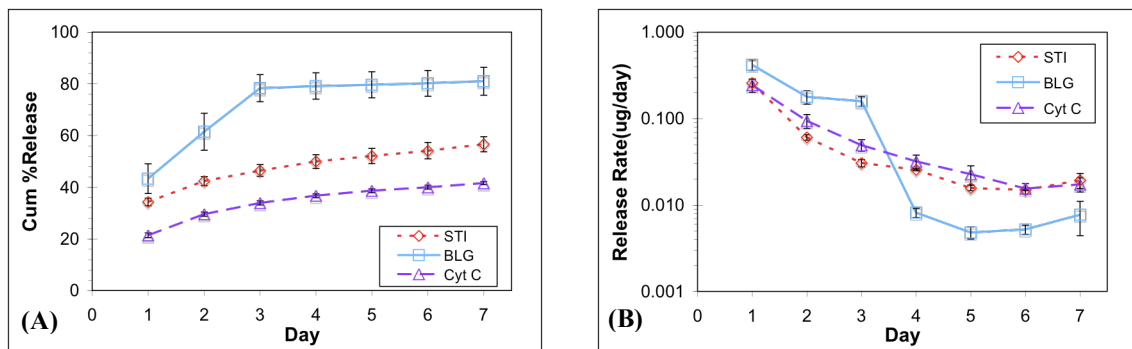 100
80
60
40
20
0
Cum %Release
0 1 2 3 4 5 6 7
Day
STI
BLG
Cyt C
(A)
1.000
0.100
0.010
0.001
Release Rate(ug/day)
0 1 2 3 4 5 6 7
Day
STI
BLG
Cyt C
(B)